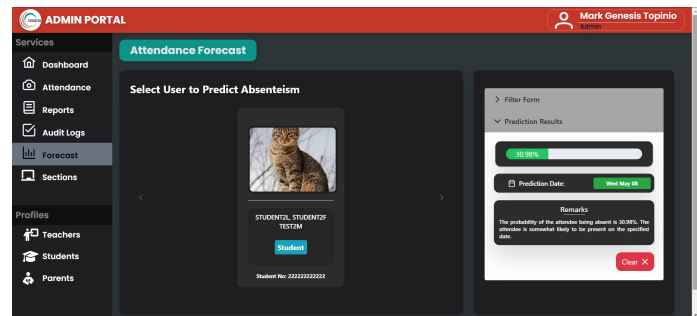 ADMIN PORTAL
Mark Genesis Topinio
Admin
Services
Dashboard
Attendance
Reports
Audit Logs
Forecast
Sections
Profiles
Teachers
Students
Parents
Attendance Forecast
Select User to Predict Absenteism
STUDENT2L, STUDENT2F
TEST2M
Student
Student No: 222222222222
Filter Form
Prediction Results
30.98%
Prediction Date:
Wed May 08
Remarks
The probability of the attendee being absent is 30.98%. The
attendee is somewhat likely to be present on the specified
date.
Clear X